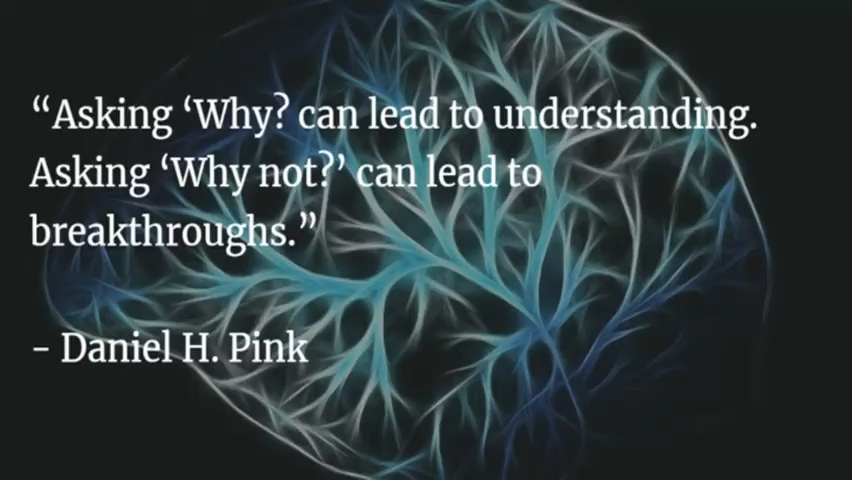 “Asking ‘Why? can lead to understanding.
Asking ‘Why not?’ can lead to
breakthroughs.”
– Daniel H. Pink